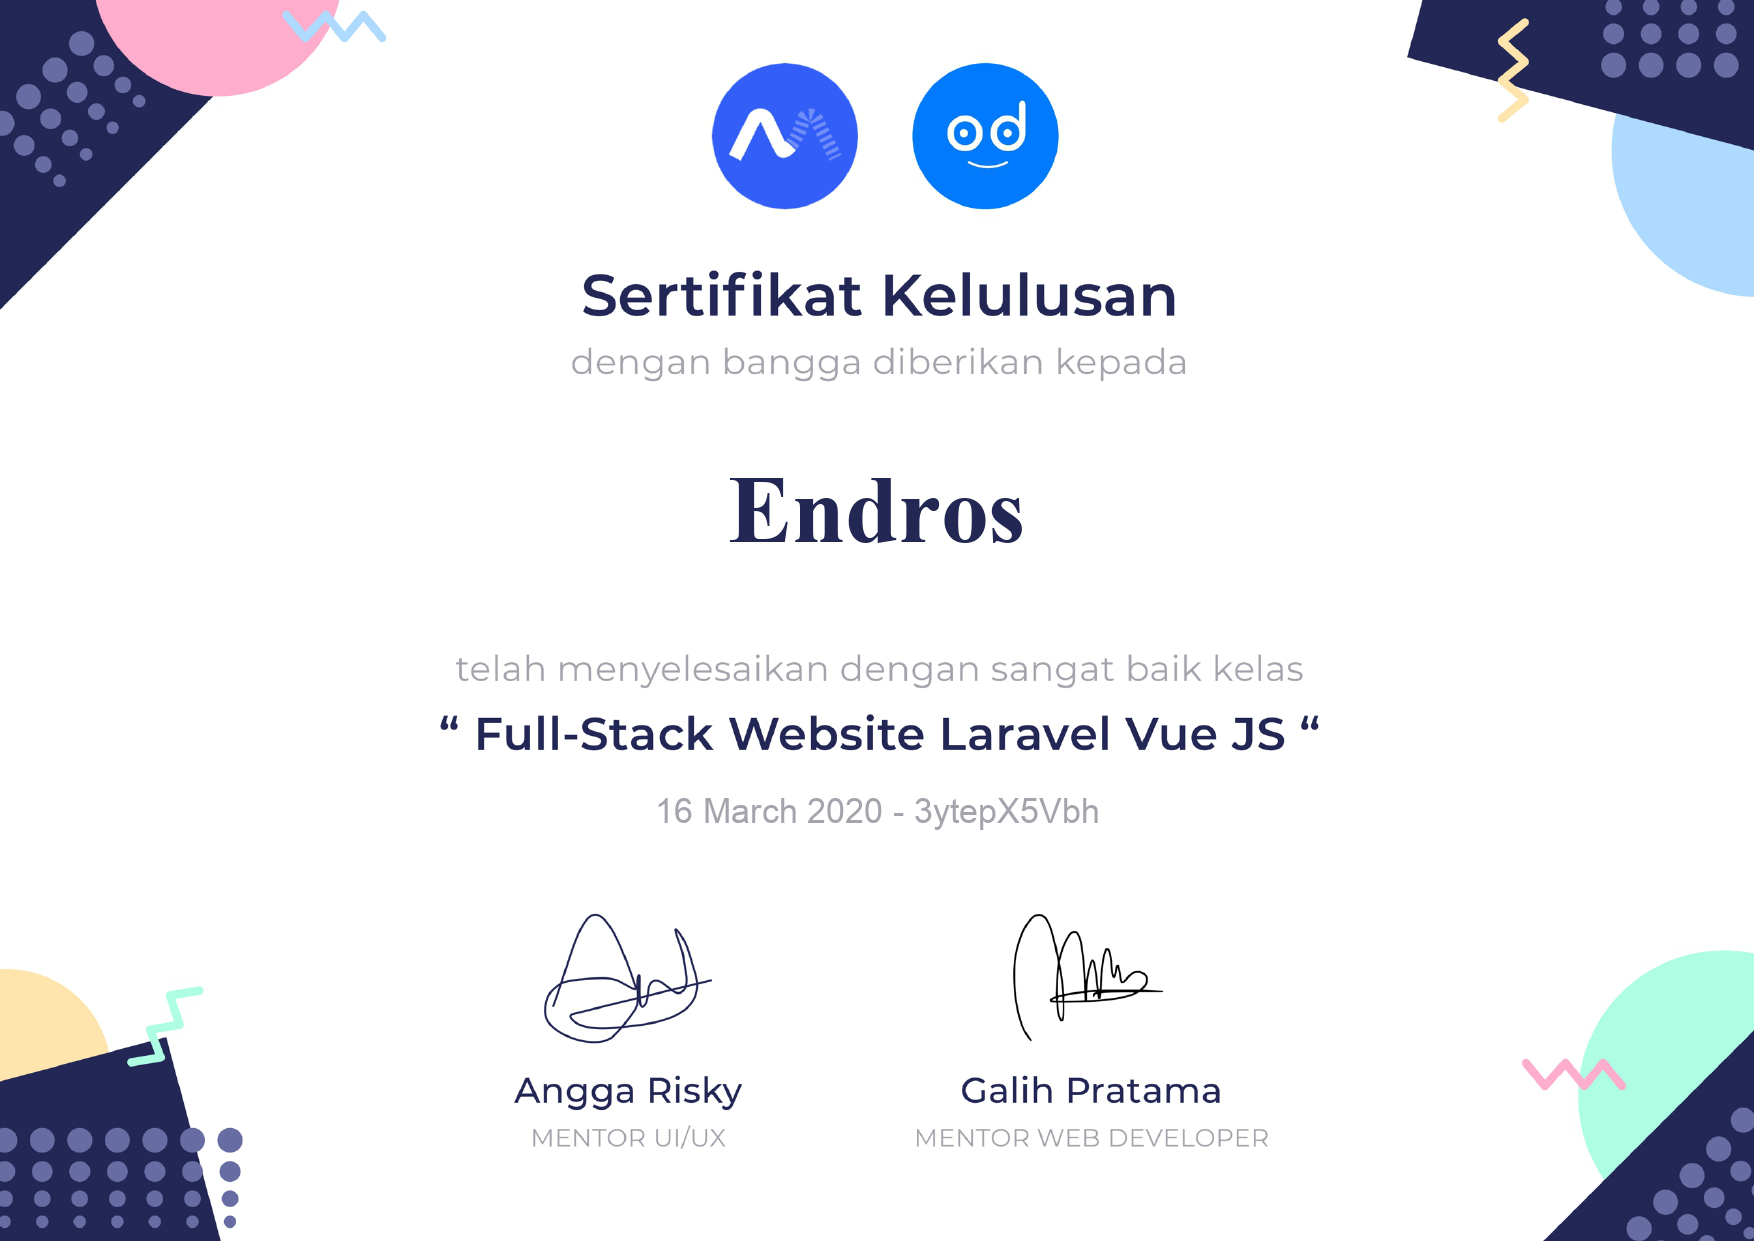 od
Sertifikat Kelulusan
dengan bangga diberikan kepada
Endros
telah menyelesaikan dengan sangat baik kelas
“ Full-Stack Website Laravel Vue JS “
16 March 2020 - 3ytepX5Vbh
Angga Risky
MENTOR UI/UX
Galih Pratama
MENTOR WEB DEVELOPER